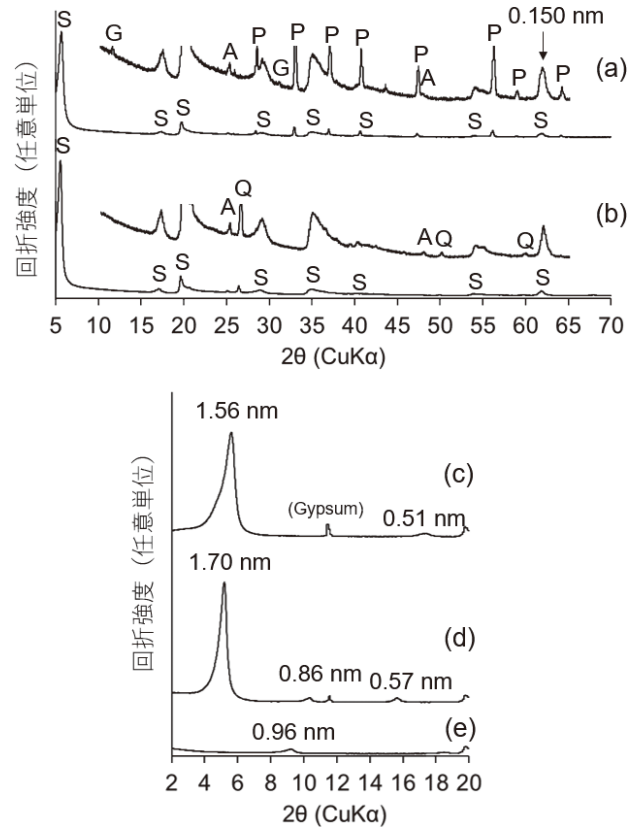 S
G
A
P
G
P
P
P
P
A
P
P
0.150 nm
P
(a)
S
S
S
S
S
S
S
S
A
Q
A
Q
Q
(b)
S
S
S
S
S
S
回折強度（任意単位）
5 10 15 20 25 30 35 40 45 50 55 60 65 70
2θ (CuKα)
1.56 nm
(c)
(Gypsum)
0.51 nm
1.70 nm
(d)
0.86 nm
0.57 nm
(e)
0.96 nm
回折強度（任意単位）
2 4 6 8 10 12 14 16 18 20
2θ (CuKα)